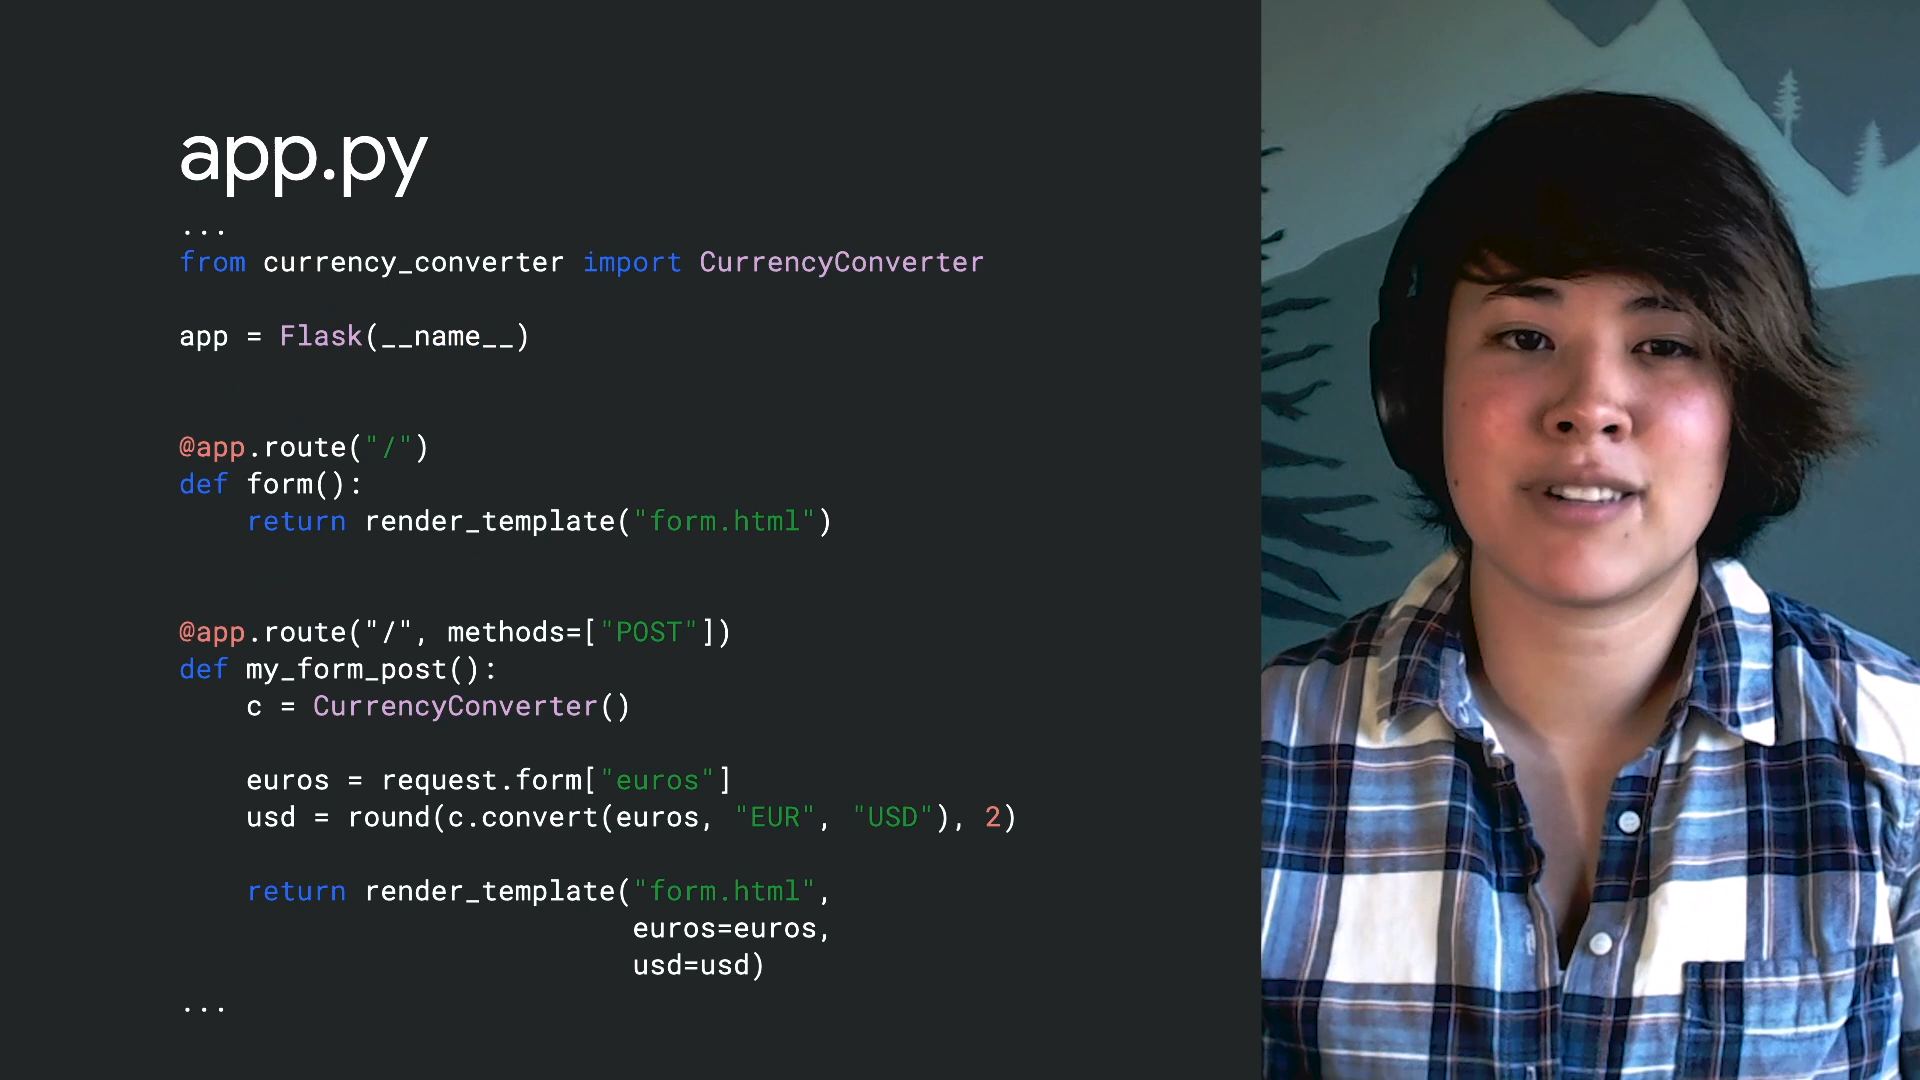 app.py
...
from currency_converter import CurrencyConverter
app = Flask(__name__)
@app.route("/")
def form():
    return render_template("form.html")
@app.route("/", methods=["POST"])
def my_form_post():
    c = CurrencyConverter()
    euros = request.form["euros"]
    usd = round(c.convert(euros, "EUR", "USD"), 2)
    return render_template("form.html",
                           euros=euros,
                           usd=usd)
...